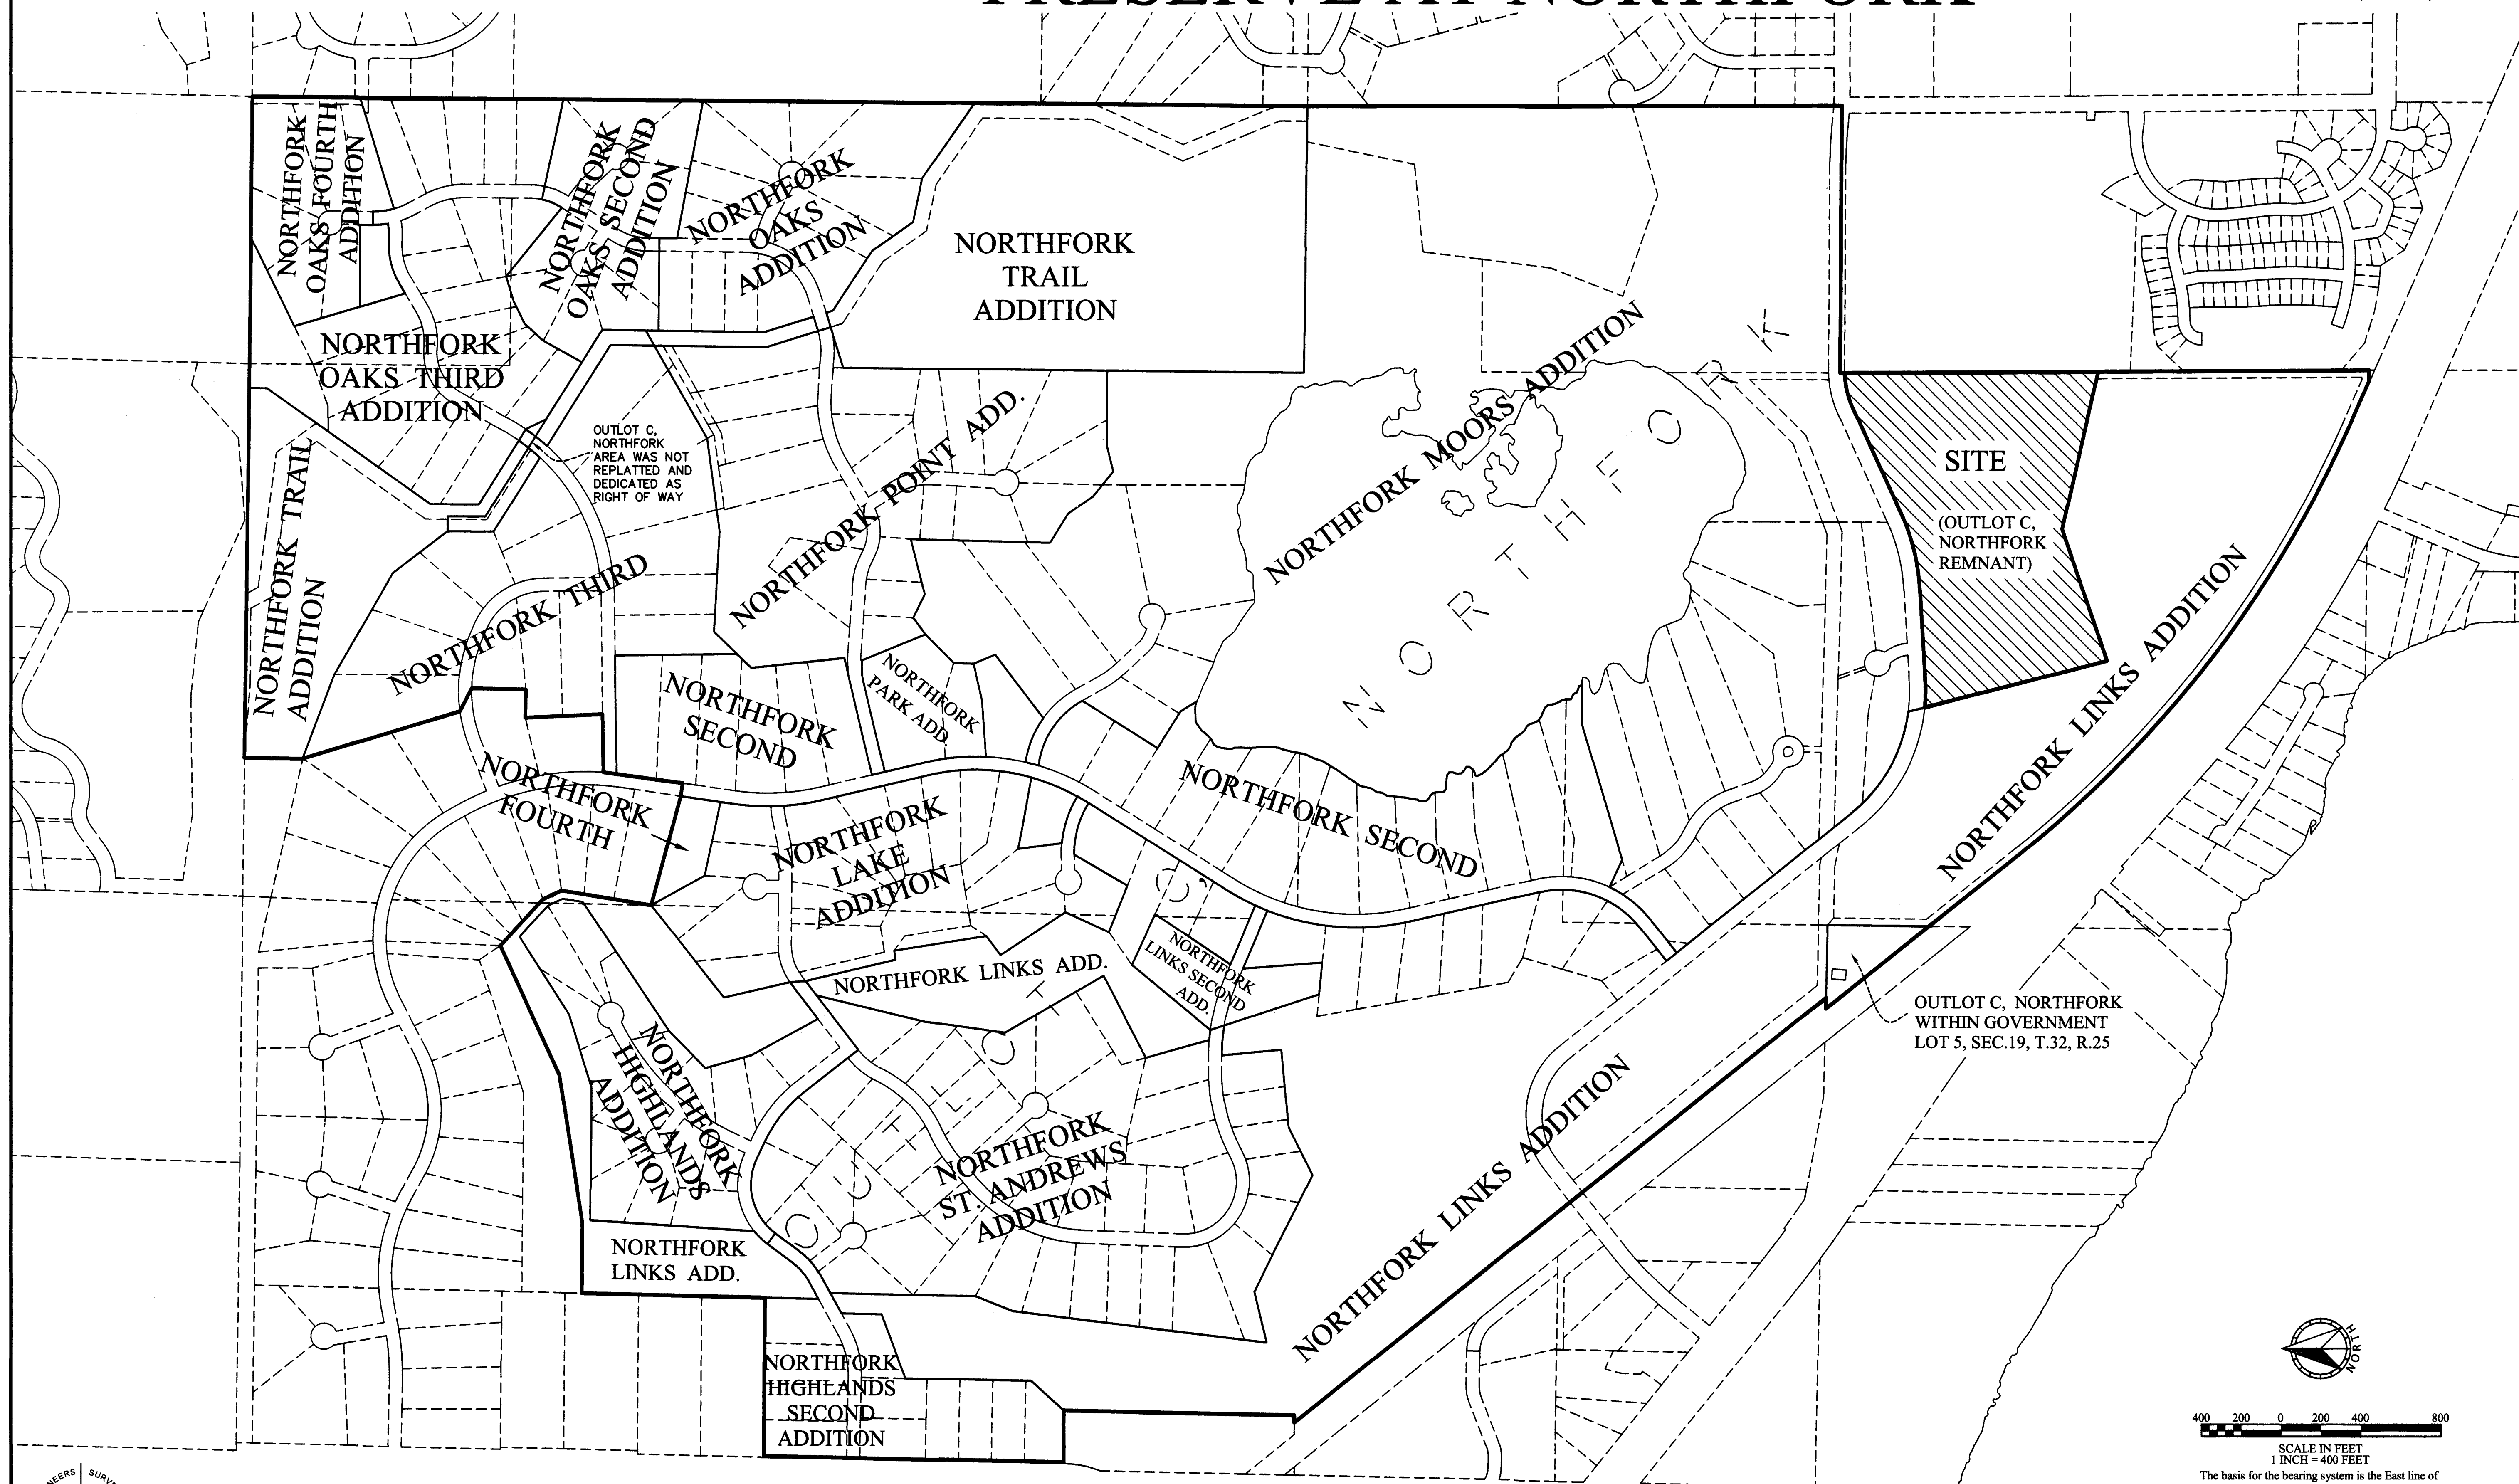 PRESERVE AT NORTHFORK
NORTHFORK
OAKS FOURTH
ADDITION
NORTHFORK
OAKS SECOND
ADDITION
NORTHFORK
OAKS
ADDITION
NORTHFORK
TRAIL
ADDITION
NORTHFORK
OAKS THIRD
ADDITION
OUTLOT C,
NORTHFORK
AREA WAS NOT
REPLATTED AND
DEDICATED AS
RIGHT OF WAY
NORTHFORK POINT ADD.
NORTHFORK MOORS ADDITION
NORTHFORK
SITE
(OUTLOT C,
NORTHFORK
REMNANT)
NORTHFORK TRAIL
ADDITION
NORTHFORK THIRD
NORTHFORK
SECOND
NORTHFORK
PARK ADD.
NORTHFORK LINKS ADDITION
NORTHFORK
FOURTH
NORTHFORK
LAKE
ADDITION
NORTHFORK SECOND
NORTHFORK LINKS ADD.
NORTHFORK
LINKS SECOND
ADD.
OUTLOT C, NORTHFORK
WITHIN GOVERNMENT
LOT 5, SEC.19, T.32, R.25
OUTLOT C,
NORTHFORK
HIGHLANDS
ADDITION
NORTHFORK
ST. ANDREWS
ADDITION
NORTHFORK LINKS ADDITION
NORTHFORK
LINKS ADD.
NORTHFORK
HIGHLANDS
SECOND
ADDITION
NORTH
400 200 0 200 400 800
SCALE IN FEET
1 INCH = 400 FEET
The basis for the bearing system is the East line of